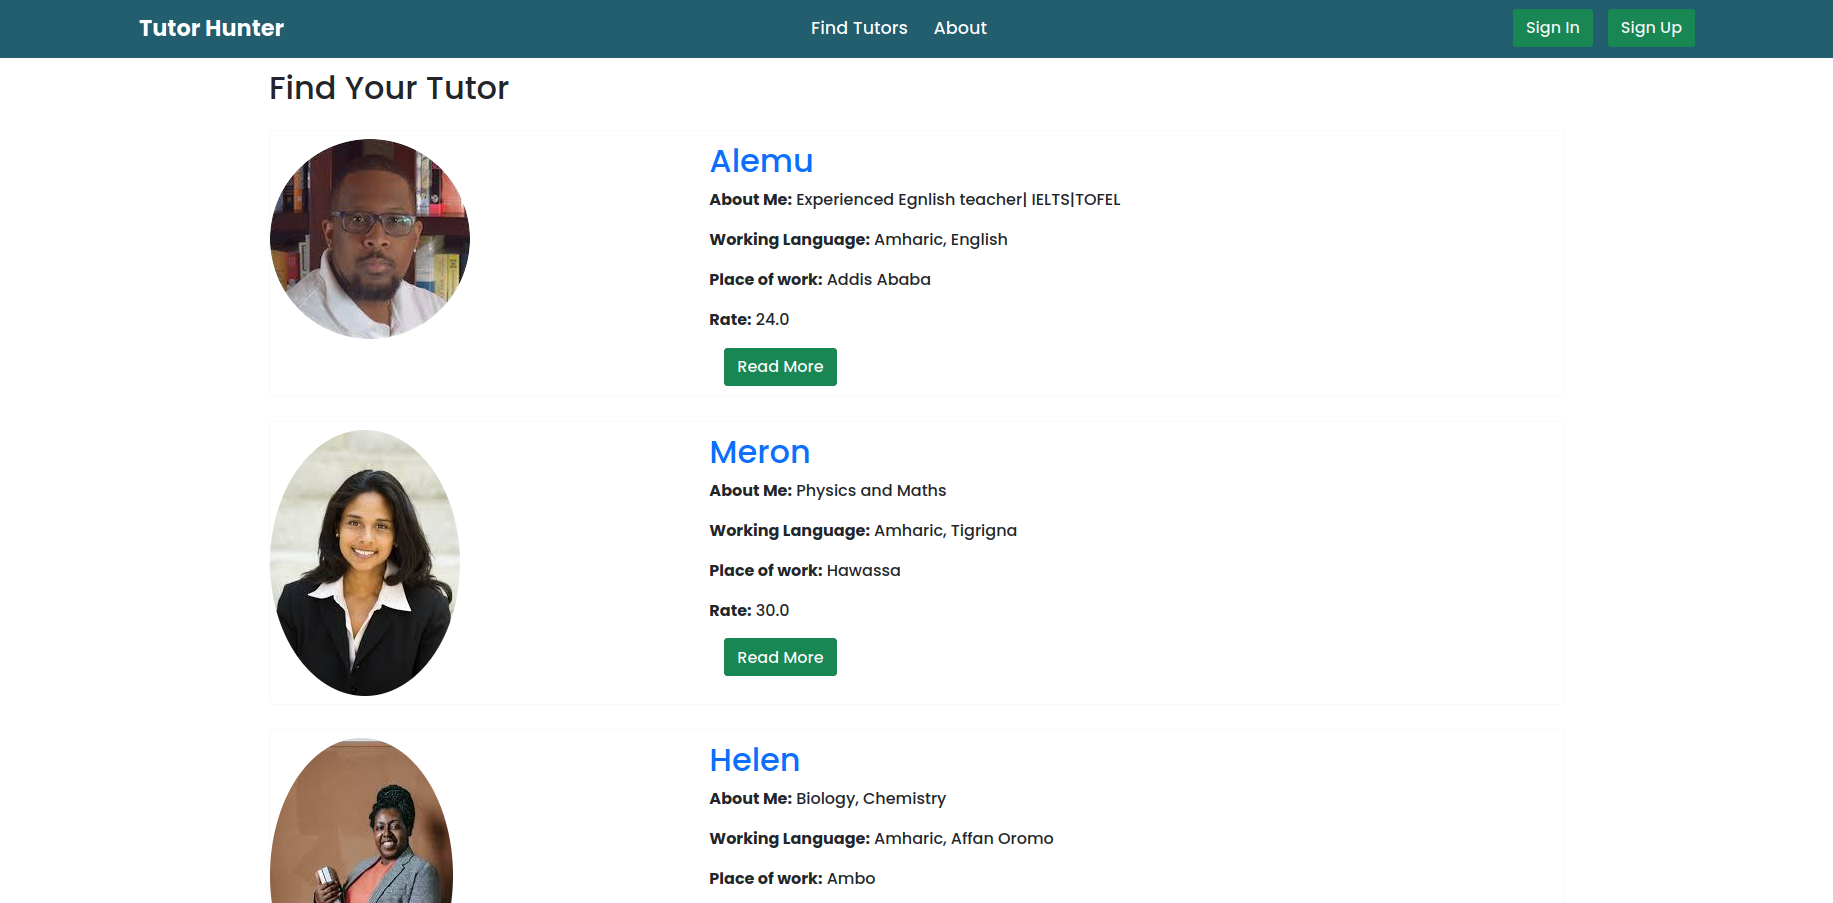 Tutor Hunter
Find Tutors
About
Sign In
Sign Up
Find Your Tutor
Alemu
About Me: Experienced Egnlish teacher| IELTS|TOFEL
Working Language: Amharic, English
Place of work: Addis Ababa
Rate: 24.0
Read More
Meron
About Me: Physics and Maths
Working Language: Amharic, Tigrigna
Place of work: Hawassa
Rate: 30.0
Read More
Helen
About Me: Biology, Chemistry
Working Language: Amharic, Affan Oromo
Place of work: Ambo